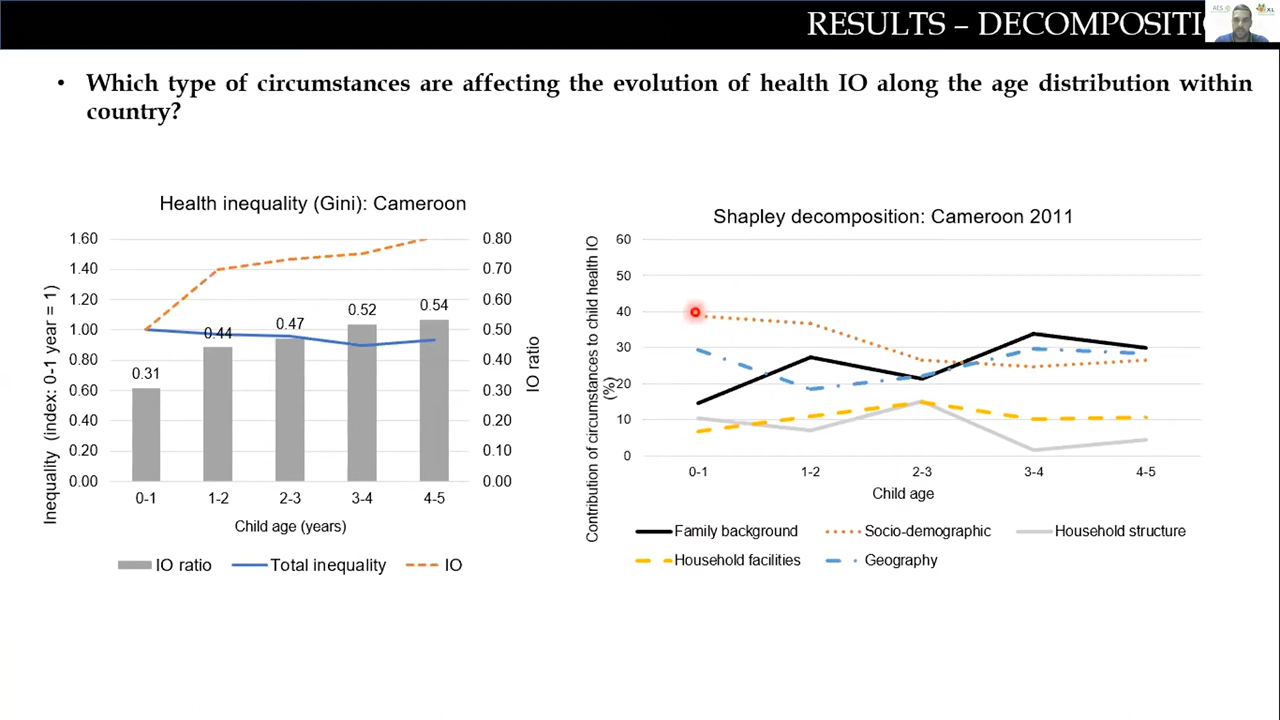 RESULTS – DECOMPOSITI
AES
XL
• Which type of circumstances are affecting the evolution of health IO along the age distribution within
country?
Health inequality (Gini): Cameroon
Inequality (index: 0-1 year = 1)
1.60
1.40
1.20
1.00
0.80
0.60
0.40
0.20
0.00
0.31
0.44
0.47
0.52
0.54
0.80
0.70
0.60
0.50
0.40
0.30
0.20
0.10
0.00
IO ratio
0-1 1-2 2-3 3-4 4-5
Child age (years)
IO ratio Total inequality IO
Shapley decomposition: Cameroon 2011
Contribution of circumstances to child health IO
(%)
60
50
40
30
20
10
0
0-1 1-2 2-3 3-4 4-5
Child age
Family background Socio-demographic Household structure
Household facilities Geography